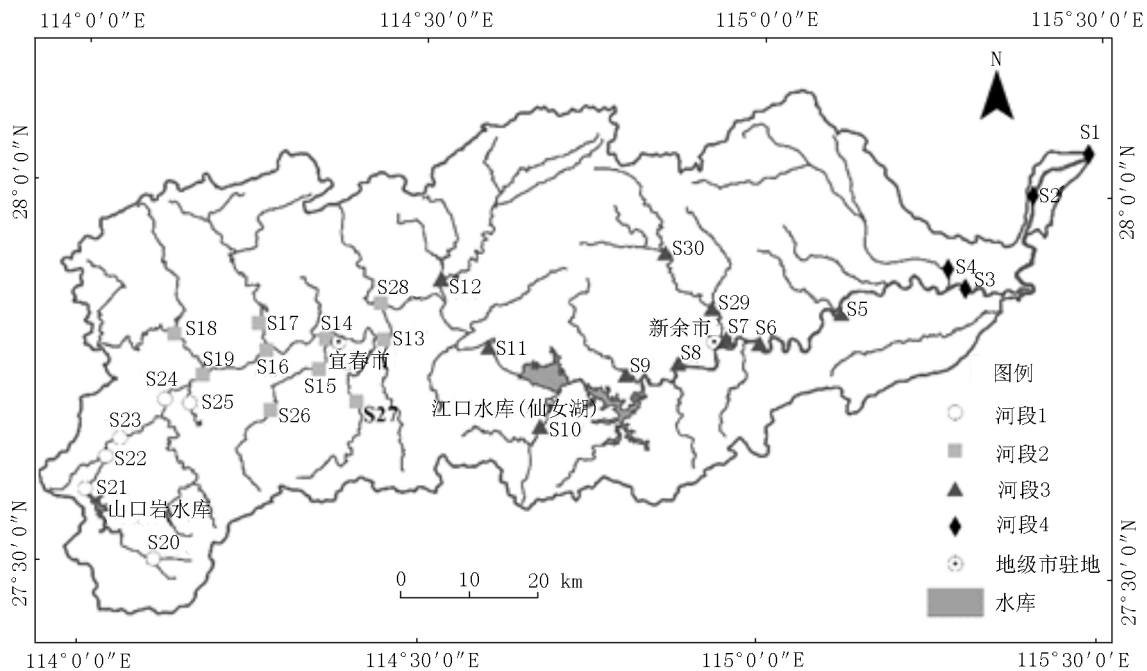 114°0′0″E
114°30′0″E
115°0′0″E
115°30′0″E
N
28°0′0″N
28°0′0″N
S1
S2
S30
S4
S3
S12
S28
S29
S5
S18
S17
S14
S13
新余市
S7
S6
宜春市
S11
S19
S16
S15
S9
S8
图例
S24
S25
S26
S27
江口水库(仙女湖)
河段1
S23
S10
S22
河段2
S21
河段3
山口岩水库
河段4
S20
地级市驻地
0 10 20 km
水库
27°30′0″N
27°30′0″N
114°0′0″E
114°30′0″E
115°0′0″E
115°30′0″E